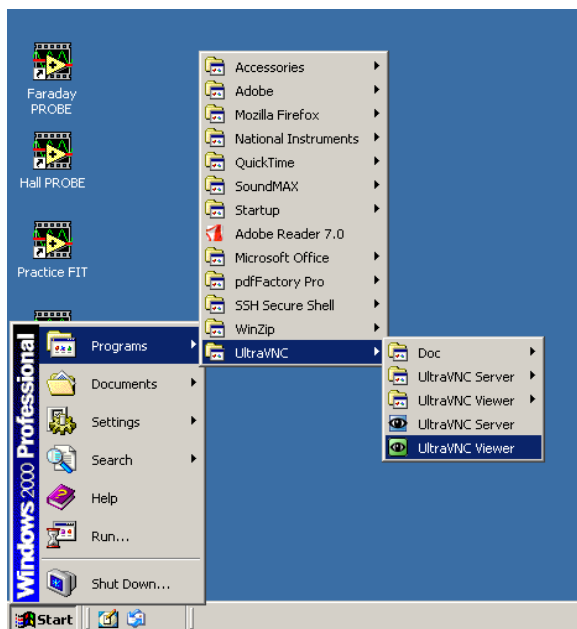 Faraday
PROBE
Hall PROBE
Practice FIT
Accessories
Adobe
Mozilla Firefox
National Instruments
QuickTime
SoundMAX
Startup
Adobe Reader 7.0
Microsoft Office
pdfFactory Pro
SSH Secure Shell
WinZip
UltraVNC
Doc
UltraVNC Server
UltraVNC Viewer
UltraVNC Server
UltraVNC Viewer
Windows 2000 Professional
Programs
Documents
Settings
Search
Help
Run...
Shut Down...
Start